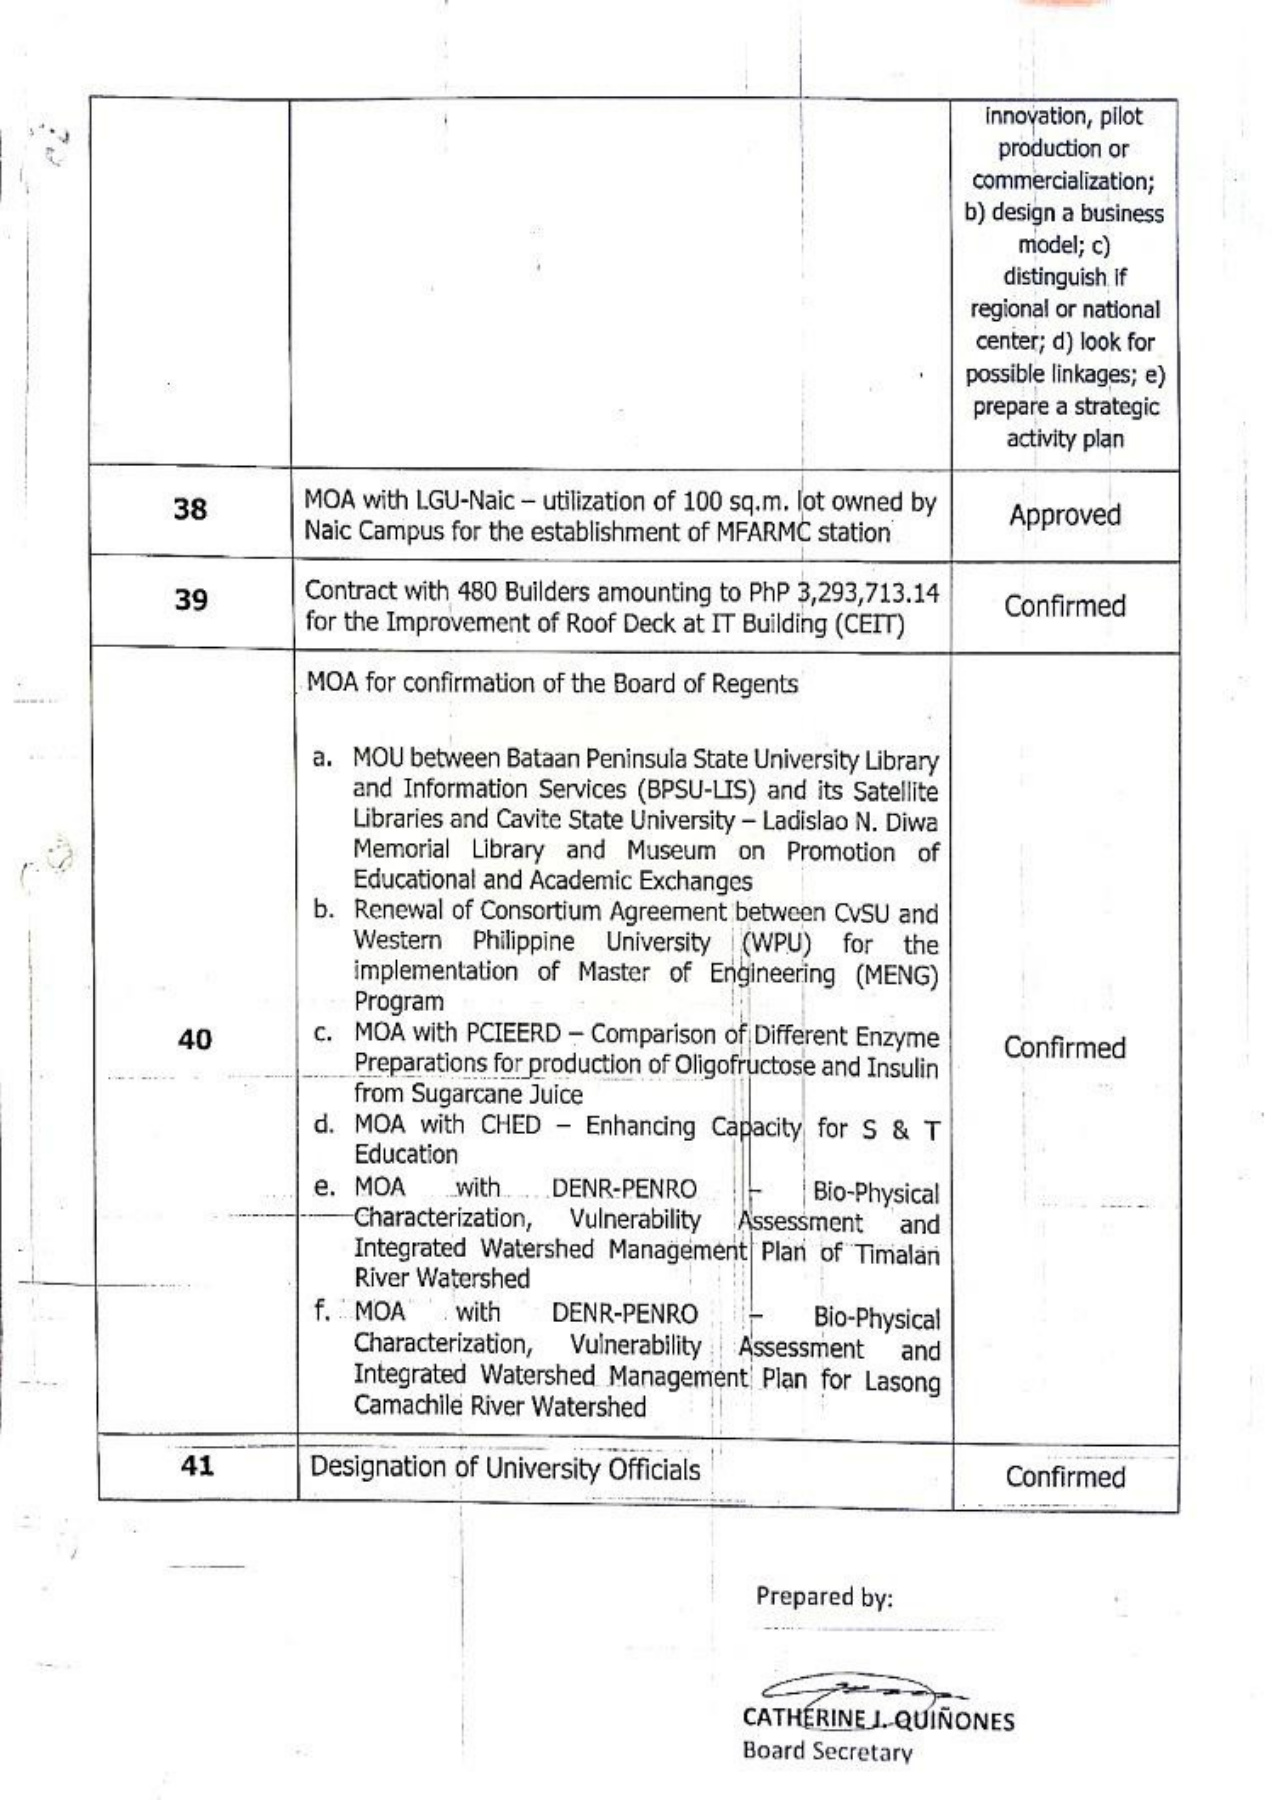 innovation, pilot
production or
commercialization;
b) design a business
model; c)
distinguish if
regional or national
center; d) look for
possible linkages; e)
prepare a strategic
activity plan
38
MOA with LGU-Naic – utilization of 100 sq.m. lot owned by
Naic Campus for the establishment of MFARMC station
Approved
39
Contract with 480 Builders amounting to PhP 3,293,713.14
for the Improvement of Roof Deck at IT Building (CEIT)
Confirmed
40
MOA for confirmation of the Board of Regents
a. MOU between Bataan Peninsula State University Library
and Information Services (BPSU-LIS) and its Satellite
Libraries and Cavite State University – Ladislao N. Diwa
Memorial Library and Museum on Promotion of
Educational and Academic Exchanges
b. Renewal of Consortium Agreement between CvSU and
Western Philippine University (WPU) for the
implementation of Master of Engineering (MENG)
Program
c. MOA with PCIEERD – Comparison of Different Enzyme
Preparations for production of Oligofructose and Insulin
from Sugarcane Juice
d. MOA with CHED – Enhancing Capacity for S & T
Education
e. MOA with DENR-PENRO – Bio-Physical
Characterization, Vulnerability Assessment and
Integrated Watershed Management Plan of Timalan
River Watershed
f. MOA with DENR-PENRO – Bio-Physical
Characterization, Vulnerability Assessment and
Integrated Watershed Management Plan for Lasong
Camachile River Watershed
Confirmed
41
Designation of University Officials
Confirmed
Prepared by:
CATHERINE J. QUIÑONES
Board Secretary